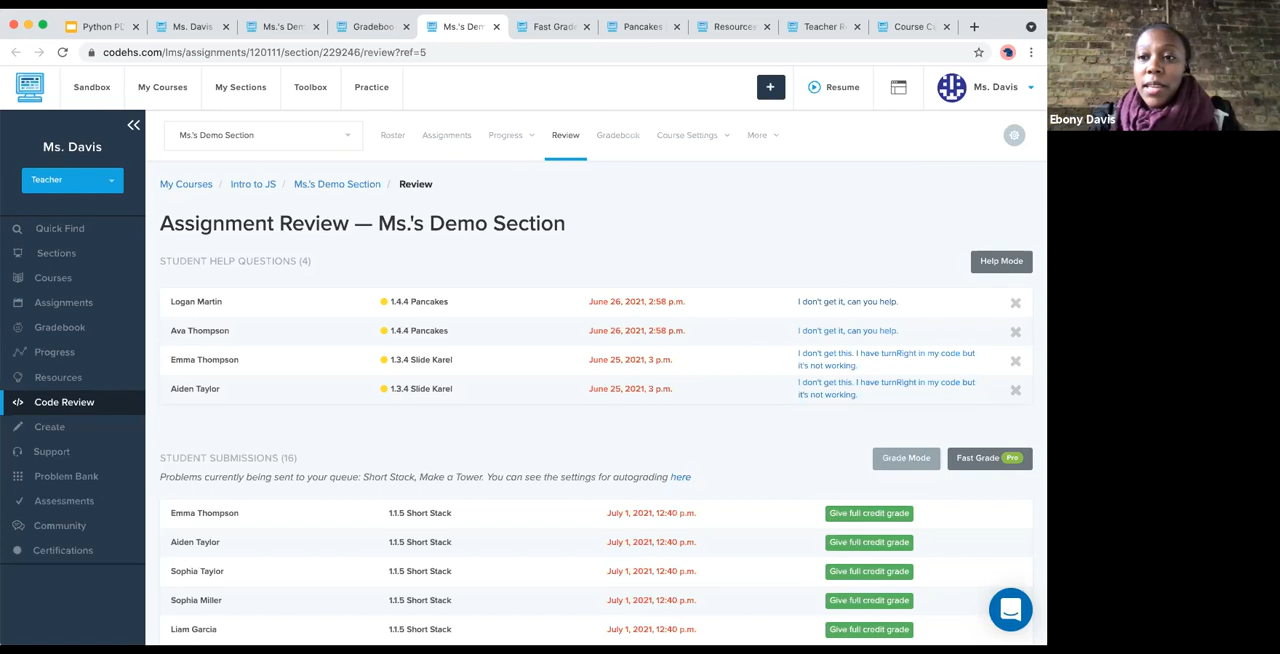 Python P
Ms. Davis
Ms.'s Dem
Gradeboo
Ms.'s Dem
Fast Grad
Pancakes
Resources
Teacher R
Course C
codehs.com/lms/assignments/120111/section/229246/review?ref=5
Sandbox
My Courses
My Sections
Toolbox
Practice
+
Resume
Ms. Davis
Ebony Davis
Ms. Davis
Teacher
Quick Find
Sections
Courses
Assignments
Gradebook
Progress
Resources
Code Review
Create
Support
Problem Bank
Assessments
Community
Certifications
Ms.'s Demo Section
Roster
Assignments
Progress
Review
Gradebook
Course Settings
More
My Courses / Intro to JS / Ms.'s Demo Section / Review
Assignment Review — Ms.'s Demo Section
STUDENT HELP QUESTIONS (4)
Help Mode
Logan Martin 1.4.4 Pancakes June 26, 2021, 2:58 p.m. I don't get it, can you help.
Ava Thompson 1.4.4 Pancakes June 26, 2021, 2:58 p.m. I don't get it, can you help.
Emma Thompson 1.3.4 Slide Karel June 25, 2021, 3 p.m. I don't get this. I have turnRight in my code but
it's not working.
Aiden Taylor 1.3.4 Slide Karel June 25, 2021, 3 p.m. I don't get this. I have turnRight in my code but
it's not working.
STUDENT SUBMISSIONS (16)
Grade Mode
Fast Grade Pro
Problems currently being sent to your queue: Short Stack, Make a Tower. You can see the settings for autograding here
Emma Thompson 1.1.5 Short Stack July 1, 2021, 12:40 p.m. Give full credit grade
Aiden Taylor 1.1.5 Short Stack July 1, 2021, 12:40 p.m. Give full credit grade
Sophia Taylor 1.1.5 Short Stack July 1, 2021, 12:40 p.m. Give full credit grade
Sophia Miller 1.1.5 Short Stack July 1, 2021, 12:40 p.m. Give full credit grade
Liam Garcia 1.1.5 Short Stack July 1, 2021, 12:40 p.m. Give full credit grade